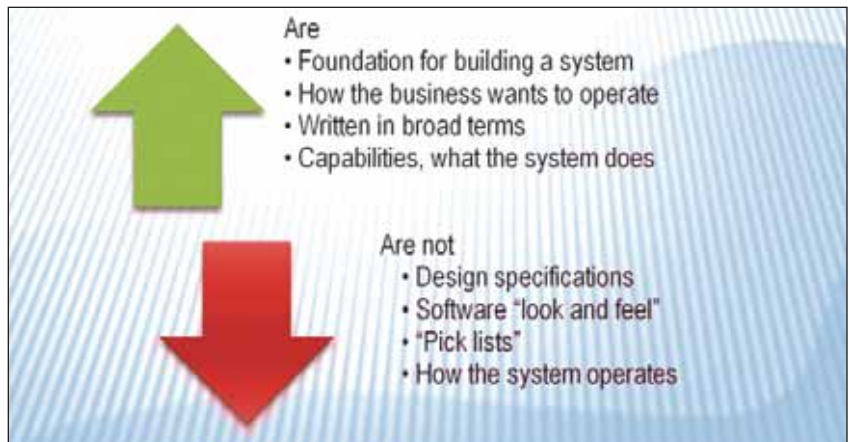 Are
• Foundation for building a system
• How the business wants to operate
• Written in broad terms
• Capabilities, what the system does
Are not
• Design specifications
• Software “look and feel”
• “Pick lists”
• How the system operates